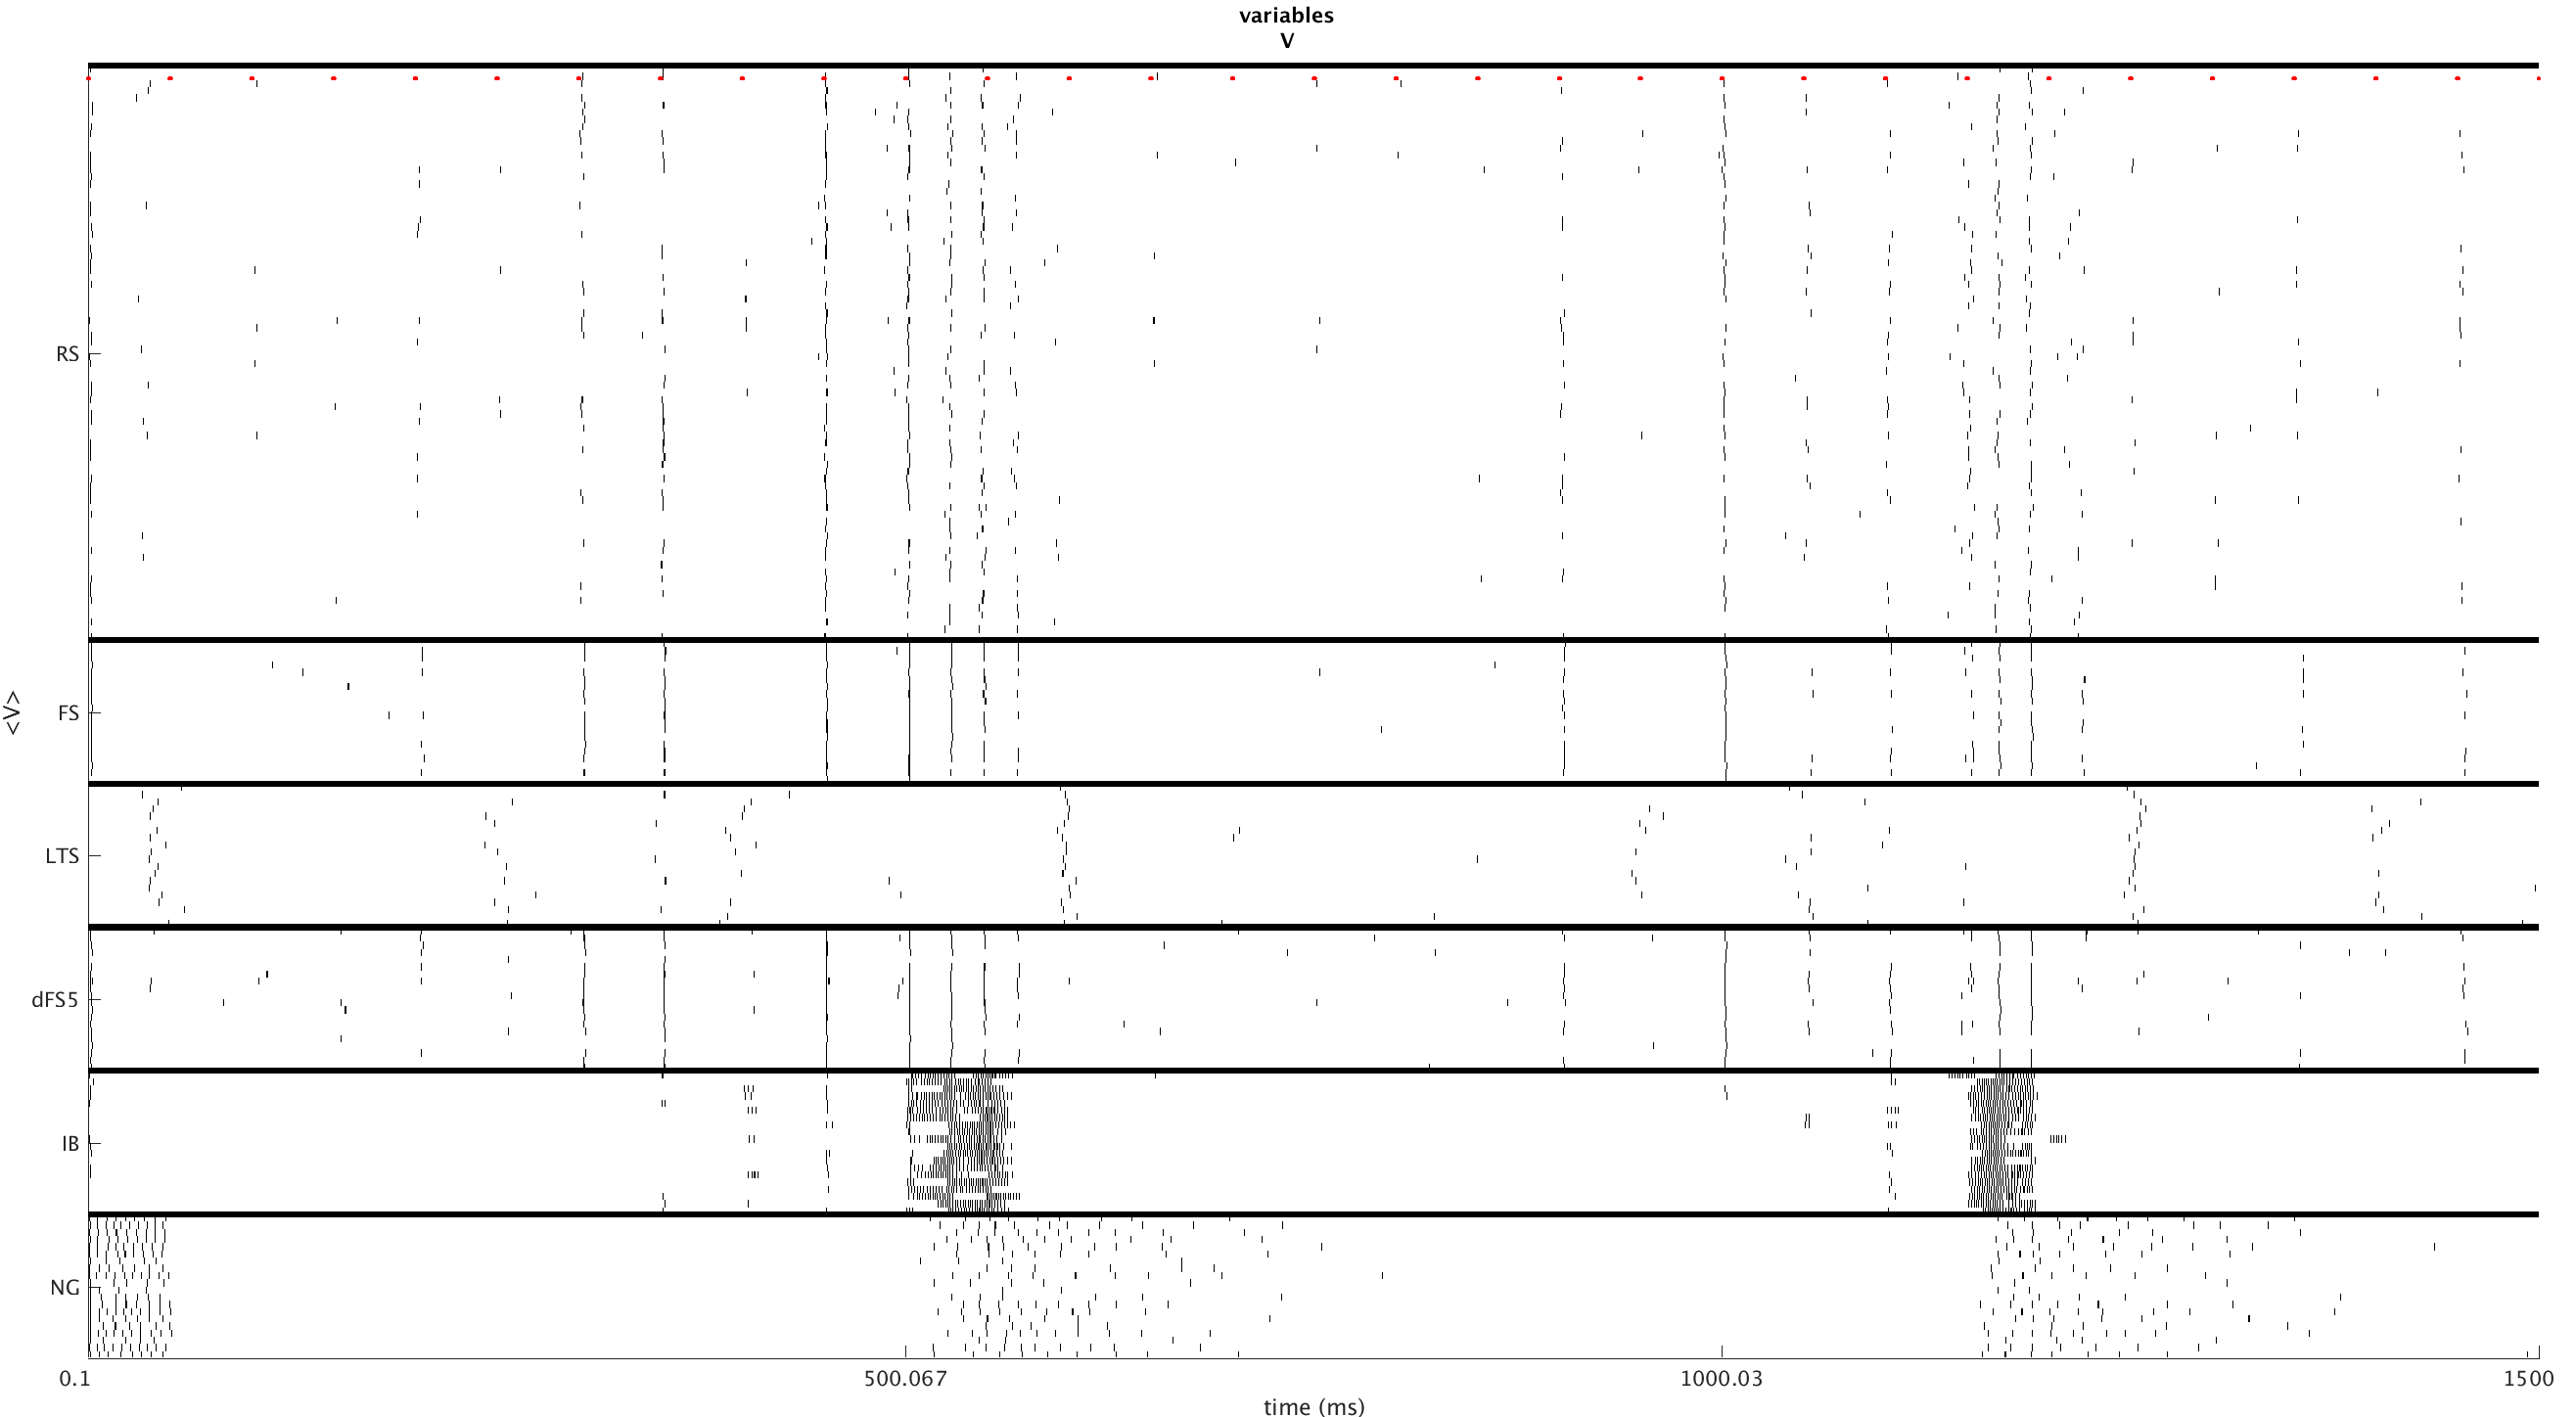 variables
V
RS
FS
LTS
dFS5
IB
NG
<V>
0.1 500.067 1000.03 1500
time (ms)